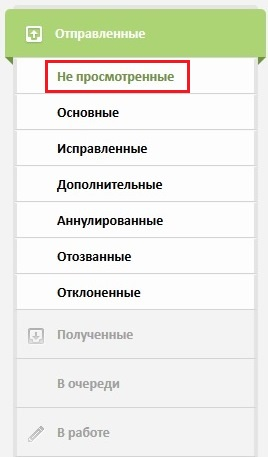 Отправленные
Не просмотренные
Основные
Исправленные
Дополнительные
Аннулированные
Отозванные
Отклоненные
Полученные
В очереди
В работе